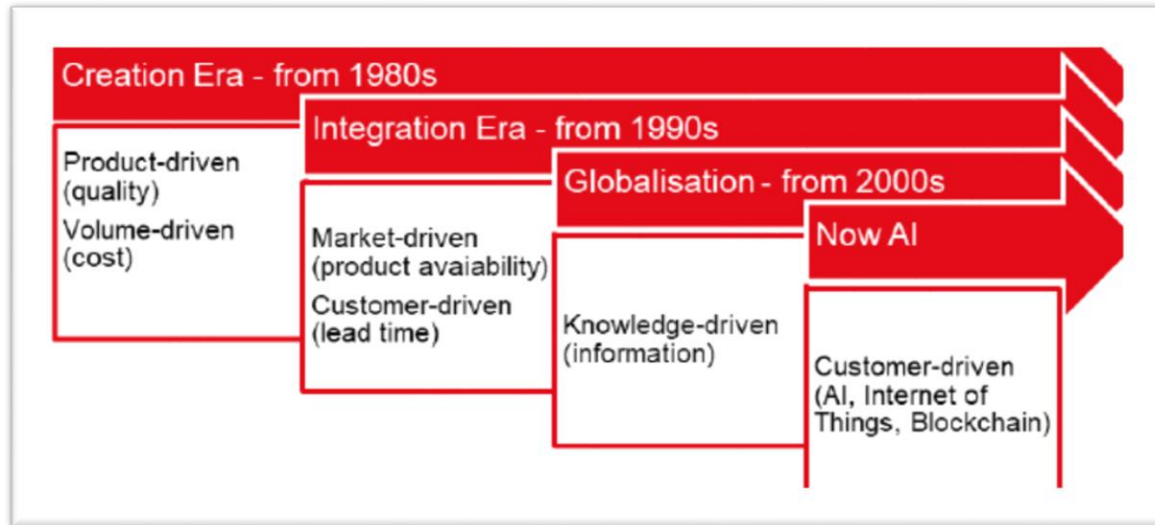 Creation Era - from 1980s
Product-driven
(quality)
Volume-driven
(cost)
Integration Era - from 1990s
Market-driven
(product avaiability)
Customer-driven
(lead time)
Globalisation - from 2000s
Knowledge-driven
(information)
Now AI
Customer-driven
(AI, Internet of
Things, Blockchain)